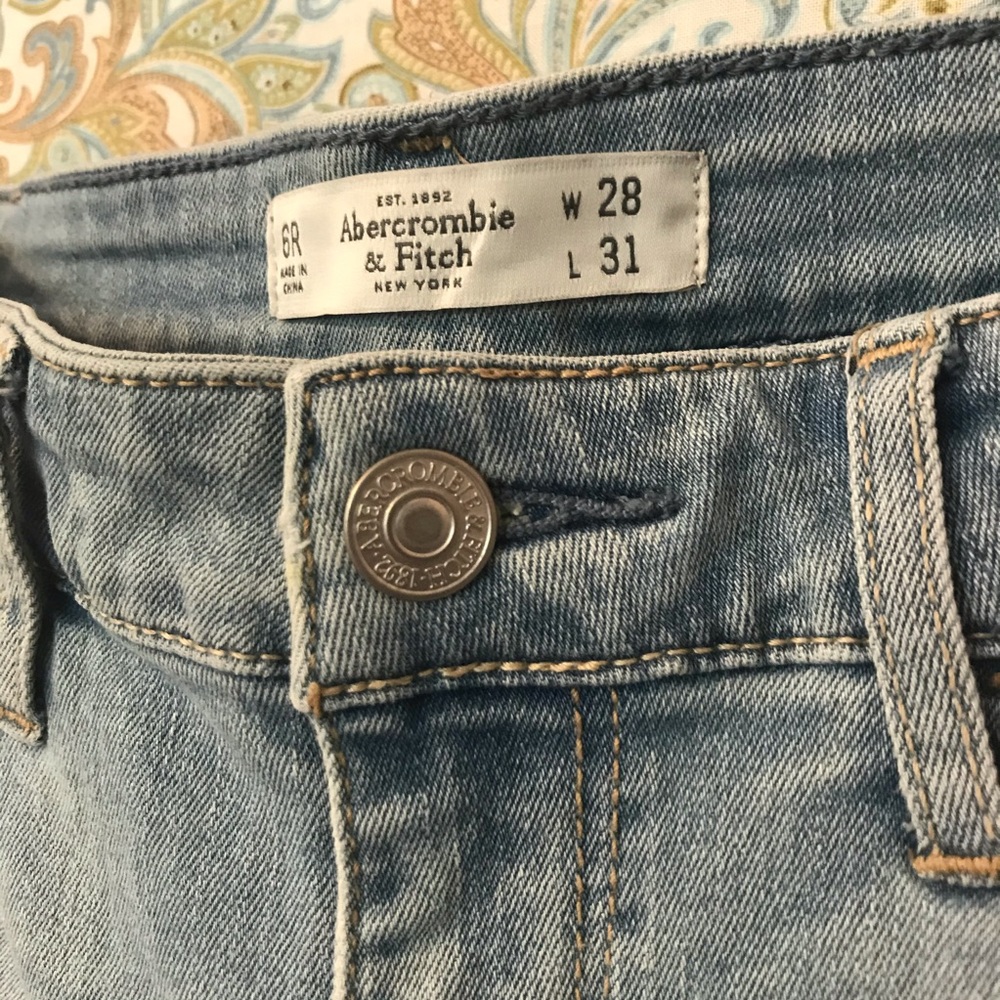 6R
MADE IN
CHINA
EST. 1892
Abercrombie
& Fitch
NEW YORK
W 28
L 31
ABERCROMBIE & FITCH·1892·